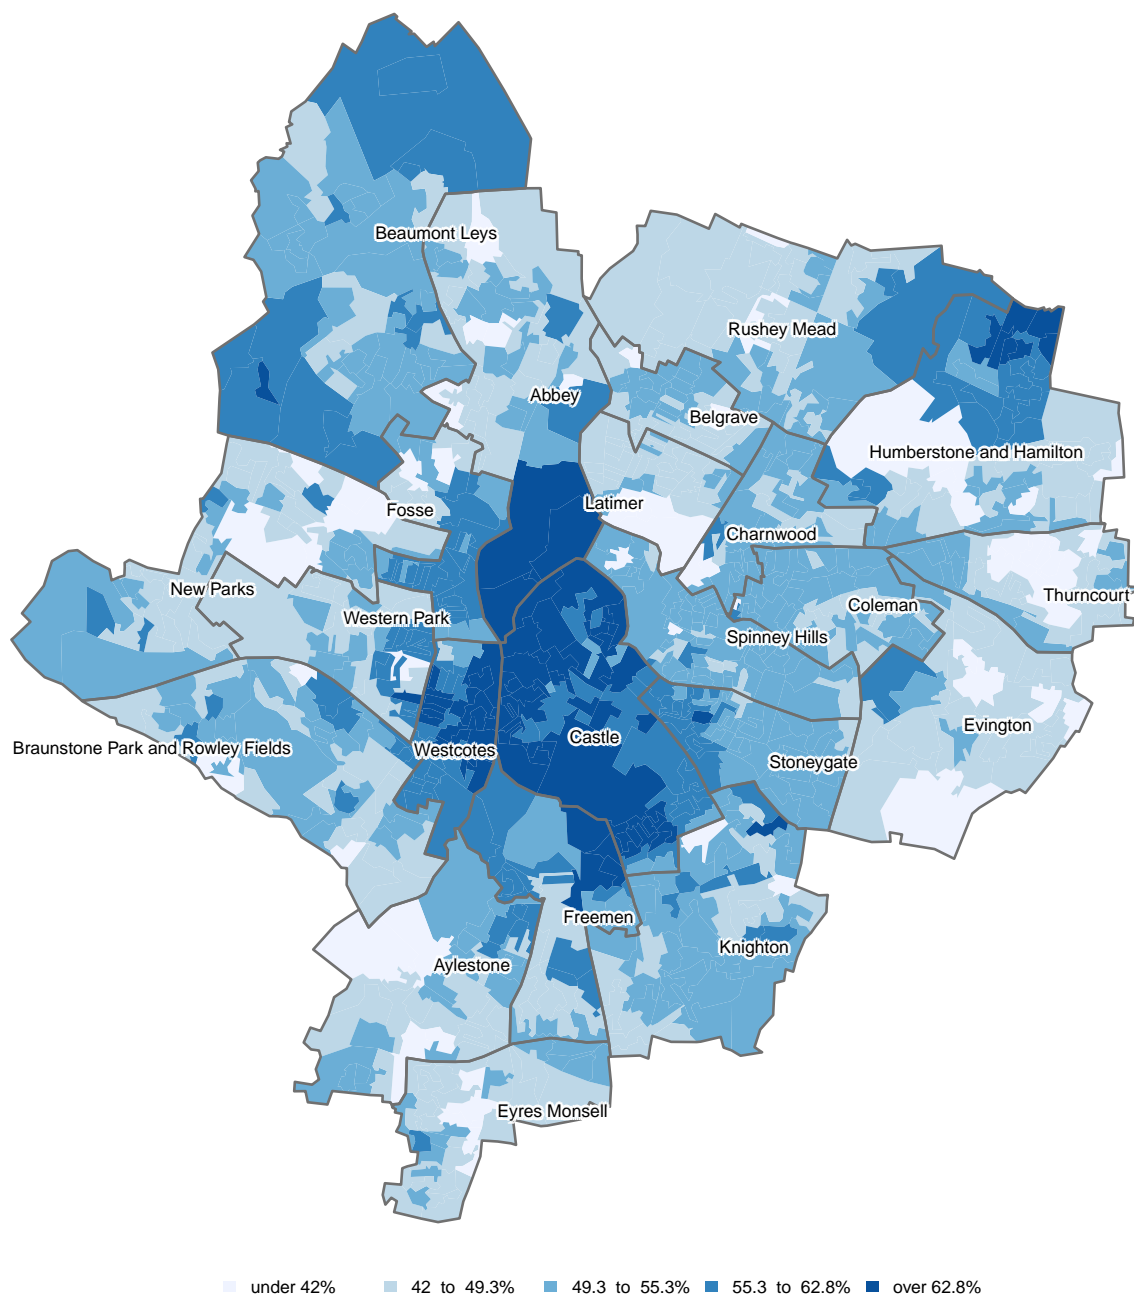 Beaumont Leys
Rushey Mead
Abbey
Belgrave
Humberstone and Hamilton
Fosse
Latimer
Charnwood
New Parks
Western Park
Coleman
Thurncourt
Spinney Hills
Evington
Castle
Braunstone Park and Rowley Fields
Westcotes
Stoneygate
Freemen
Knighton
Aylestone
Eyres Monsell
under 42% 42 to 49.3% 49.3 to 55.3% 55.3 to 62.8% over 62.8%